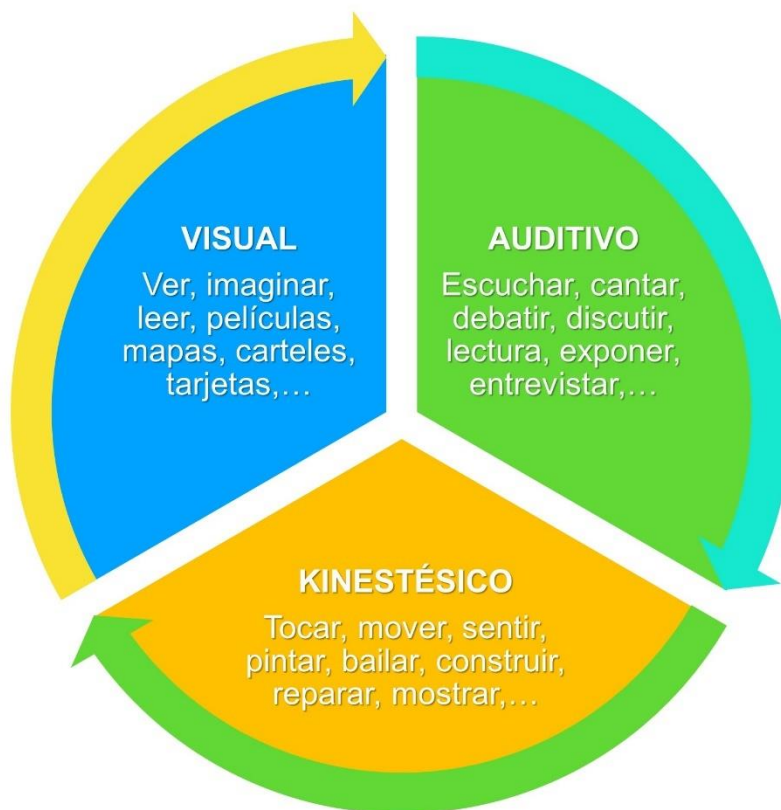 VISUAL
Ver, imaginar,
leer, películas,
mapas, carteles,
tarjetas,...
AUDITIVO
Escuchar, cantar,
debatir, discutir,
lectura, exponer,
entrevistar,...
KINESTÉSICO
Tocar, mover, sentir,
pintar, bailar, construir,
reparar, mostrar,...